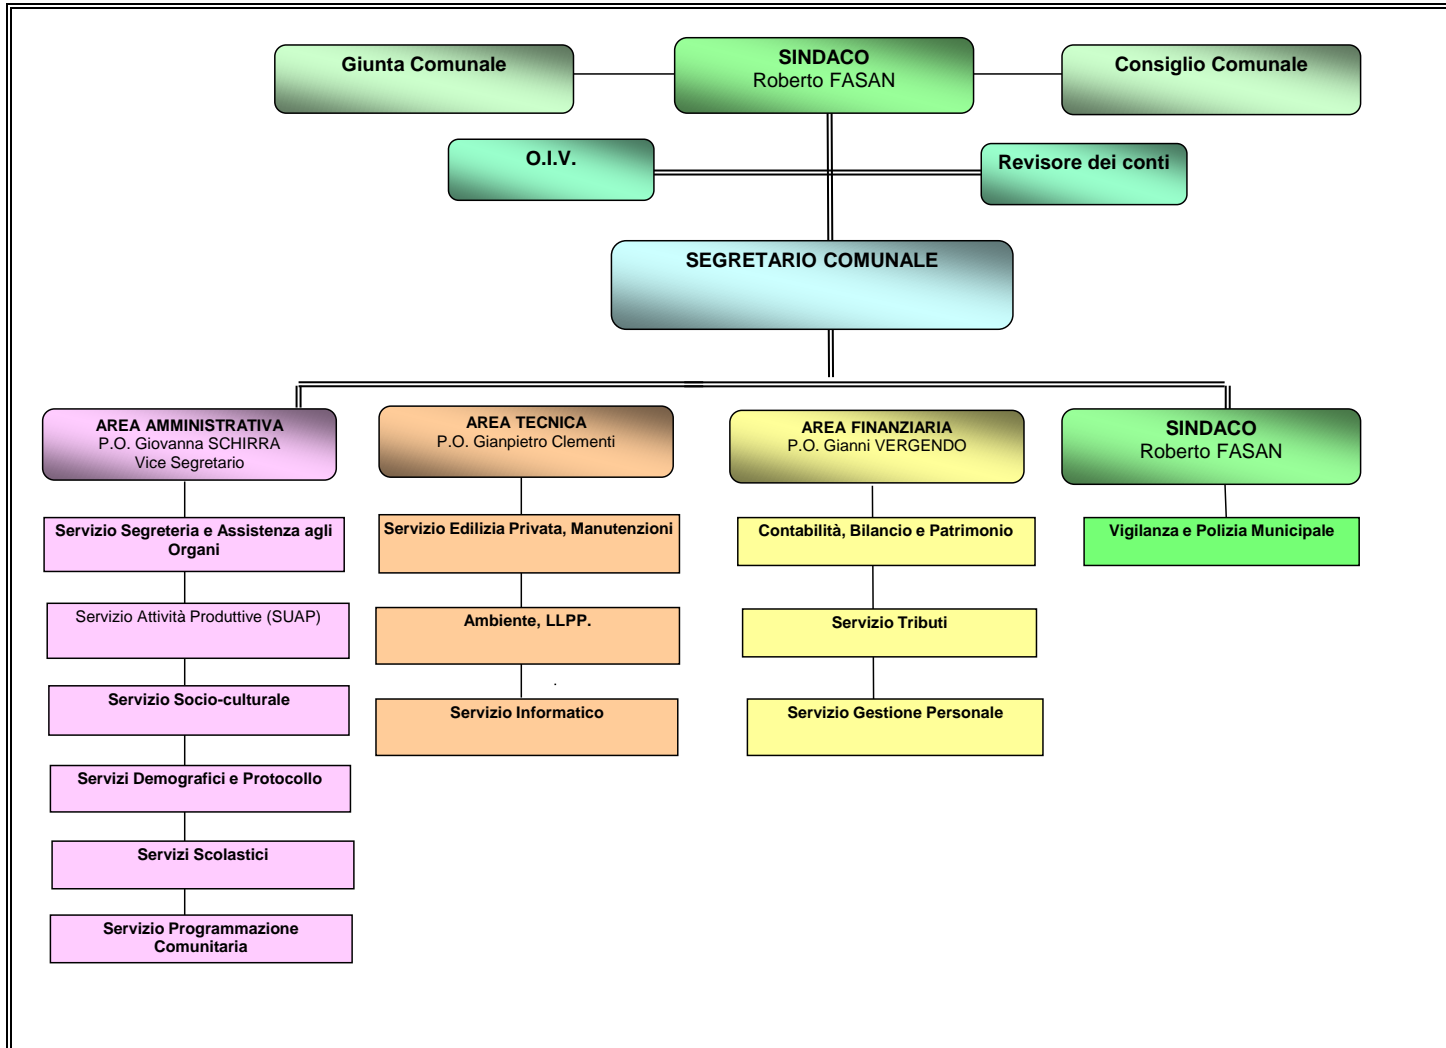 Giunta Comunale
SINDACO
Roberto FASAN
Consiglio Comunale
O.I.V.
Revisore dei conti
SEGRETARIO COMUNALE
AREA AMMINISTRATIVA
P.O. Giovanna SCHIRRA
Vice Segretario
AREA TECNICA
P.O. Gianpietro Clementi
AREA FINANZIARIA
P.O. Gianni VERGENDO
SINDACO
Roberto FASAN
Servizio Segreteria e Assistenza agli
Organi
Servizio Attività Produttive (SUAP)
Servizio Socio-culturale
Servizi Demografici e Protocollo
Servizi Scolastici
Servizio Programmazione
Comunitaria
Servizio Edilizia Privata, Manutenzioni
Ambiente, LLPP.
.
Servizio Informatico
Contabilità, Bilancio e Patrimonio
Servizio Tributi
Servizio Gestione Personale
Vigilanza e Polizia Municipale